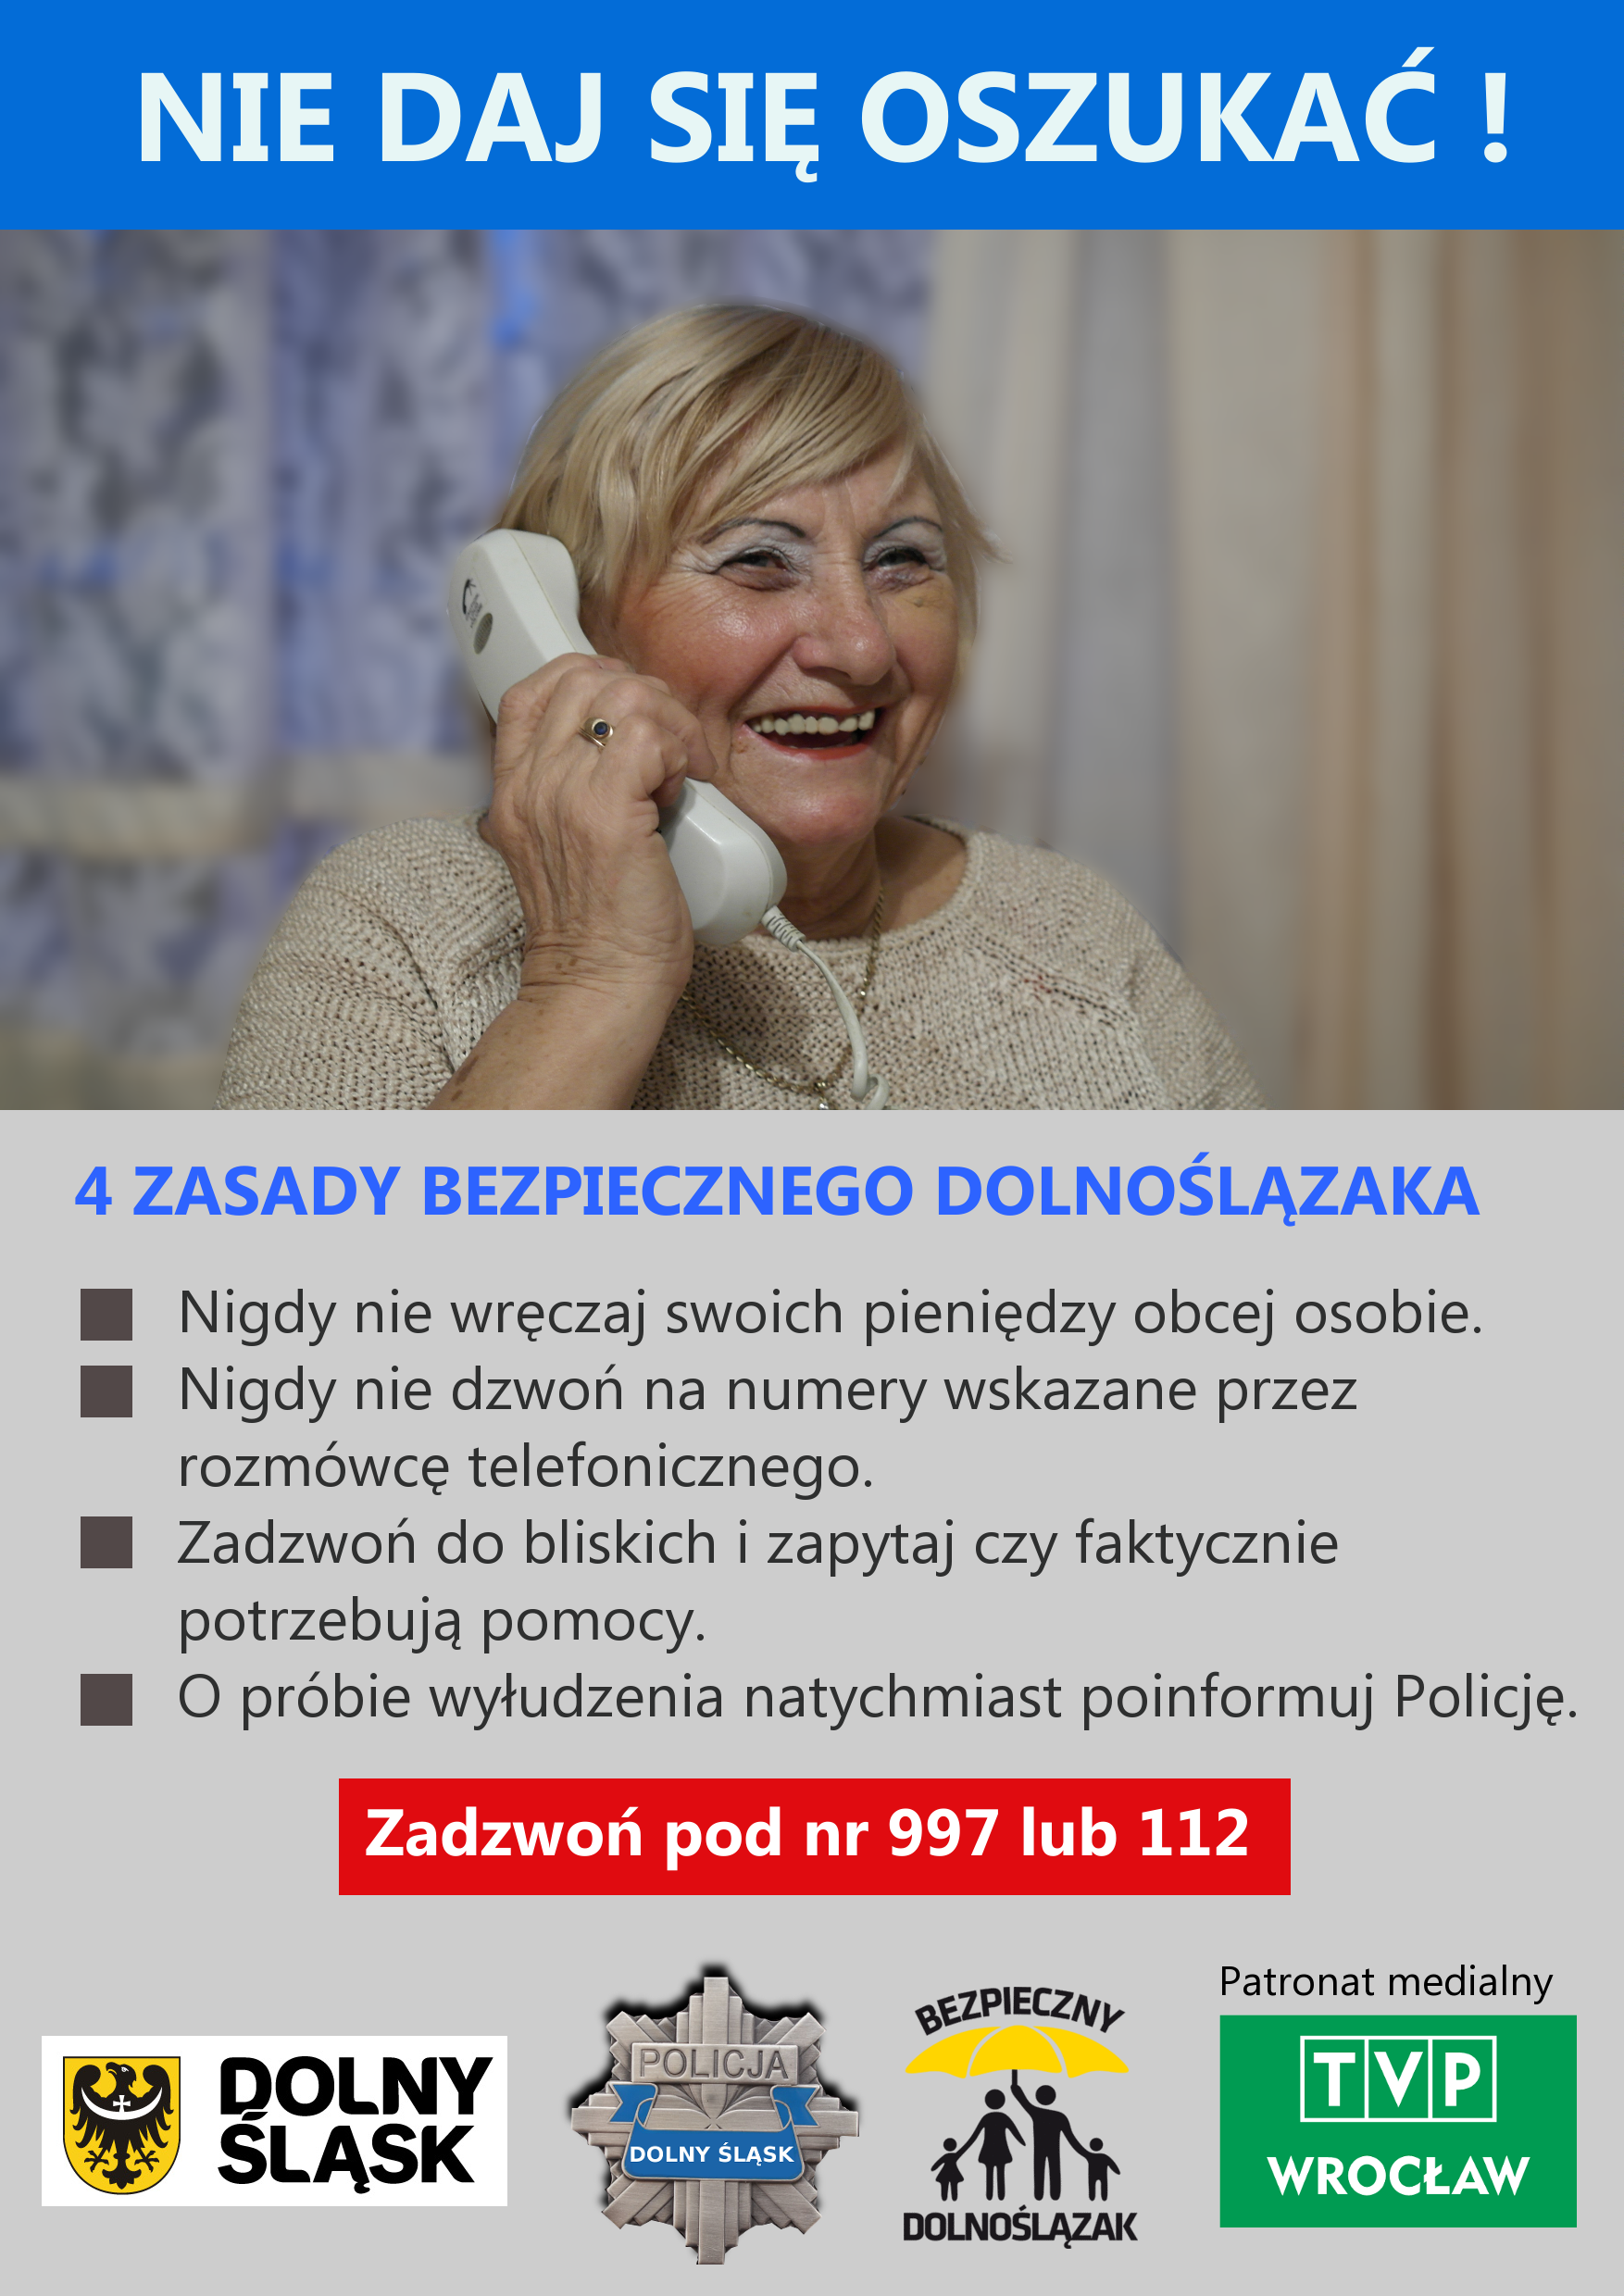 NIE DAJ SIĘ OSZUKAĆ !
4 ZASADY BEZPIECZNEGO DOLNOŚLĄZAKA
Nigdy nie wręczaj swoich pieniędzy obcej osobie.
Nigdy nie dzwoń na numery wskazane przez
rozmówcę telefonicznego.
Zadzwoń do bliskich i zapytaj czy faktycznie
potrzebują pomocy.
O próbie wyłudzenia natychmiast poinformuj Policję.
Zadzwoń pod nr 997 lub 112
DOLNY
ŚLĄSK
POLICJA
DOLNY ŚLĄSK
BEZPIECZNY
DOLNOŚLĄZAK
Patronat medialny
TVP
WROCŁAW